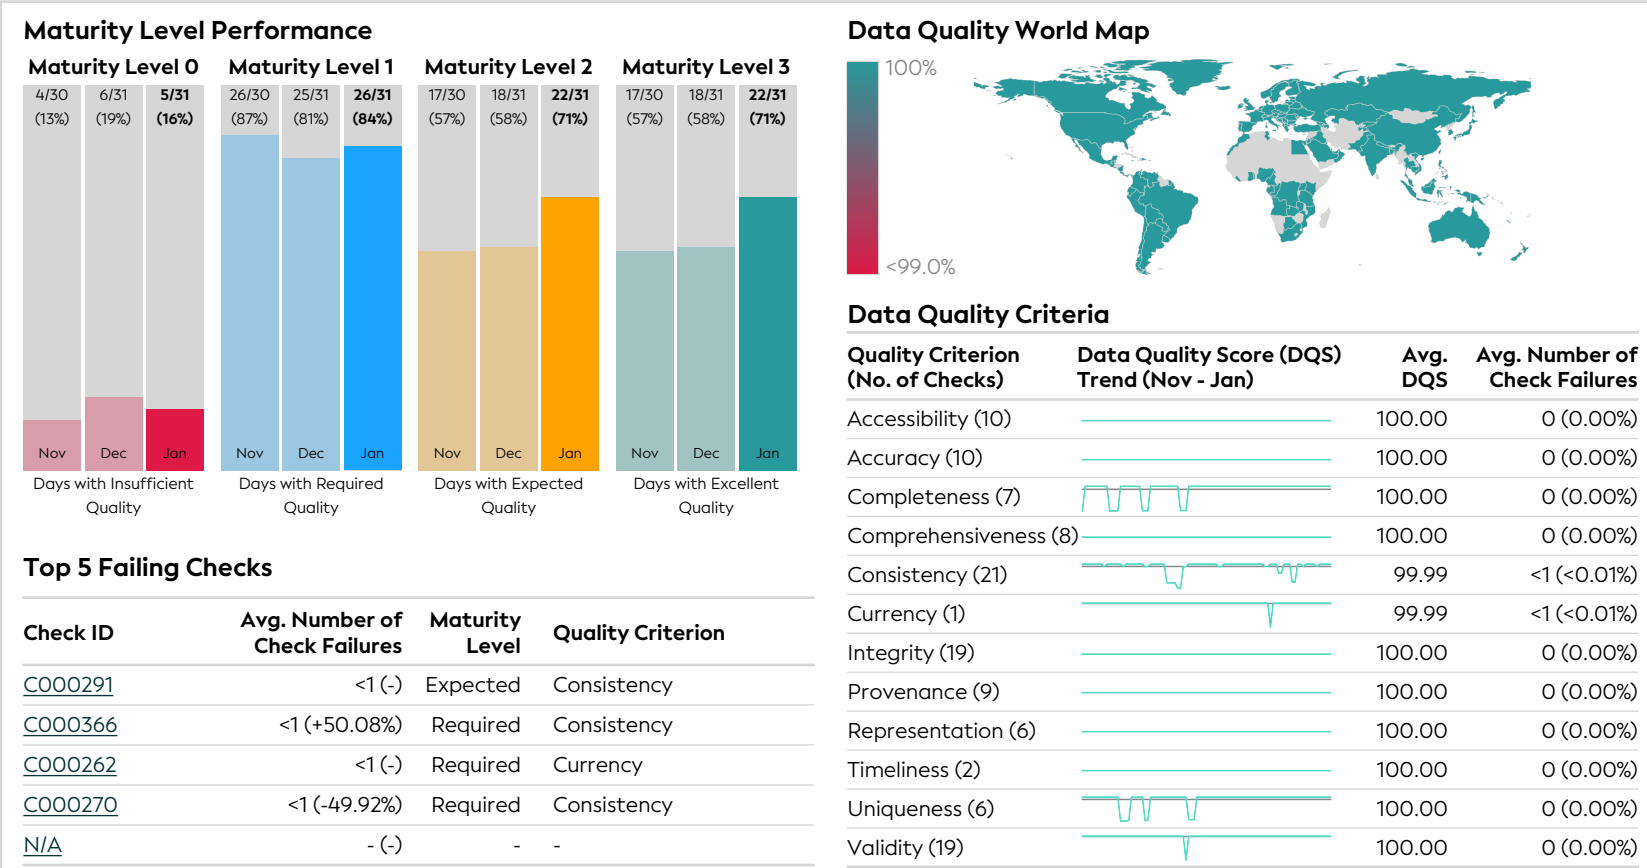 Maturity Level Performance
Maturity Level 0
Maturity Level 1
Maturity Level 2
Maturity Level 3
4/30 6/31 5/31
(13%) (19%) (16%)
26/30 25/31 26/31
(87%) (81%) (84%)
17/30 18/31 22/31
(57%) (58%) (71%)
17/30 18/31 22/31
(57%) (58%) (71%)
Nov Dec Jan
Nov Dec Jan
Nov Dec Jan
Nov Dec Jan
Days with Insufficient
Quality
Days with Required
Quality
Days with Expected
Quality
Days with Excellent
Quality
Top 5 Failing Checks
Check ID
Avg. Number of
Check Failures
Maturity
Level
Quality Criterion
C000291 <1 (-) Expected Consistency
C000366 <1 (+50.08%) Required Consistency
C000262 <1 (-) Required Currency
C000270 <1 (-49.92%) Required Consistency
N/A - (-) - -
Data Quality World Map
100%
<99.0%
Data Quality Criteria
Quality Criterion
(No. of Checks)
Data Quality Score (DQS)
Trend (Nov - Jan)
Avg.
DQS
Avg. Number of
Check Failures
Accessibility (10) 100.00 0 (0.00%)
Accuracy (10) 100.00 0 (0.00%)
Completeness (7) 100.00 0 (0.00%)
Comprehensiveness (8) 100.00 0 (0.00%)
Consistency (21) 99.99 <1 (<0.01%)
Currency (1) 99.99 <1 (<0.01%)
Integrity (19) 100.00 0 (0.00%)
Provenance (9) 100.00 0 (0.00%)
Representation (6) 100.00 0 (0.00%)
Timeliness (2) 100.00 0 (0.00%)
Uniqueness (6) 100.00 0 (0.00%)
Validity (19) 100.00 0 (0.00%)